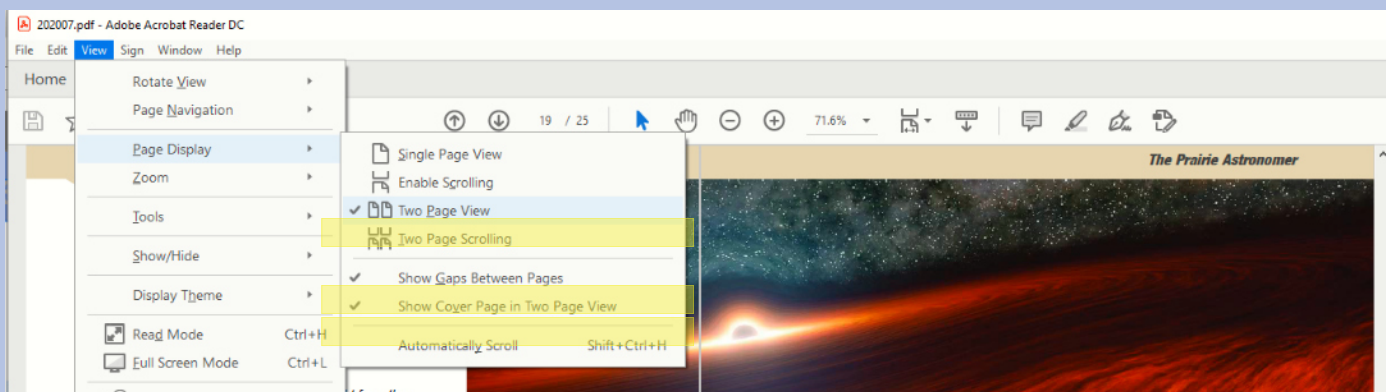 202007.pdf - Adobe Acrobat Reader DC
File Edit View Sign Window Help
Home
19 / 25 71.6%
The Prairie Astronomer
Rotate View
Page Navigation
Page Display
Zoom
Tools
Show/Hide
Display Theme
Read Mode Ctrl+H
Full Screen Mode Ctrl+L
Single Page View
Enable Scrolling
Two Page View
Two Page Scrolling
Show Gaps Between Pages
Show Cover Page in Two Page View
Automatically Scroll Shift+Ctrl+H